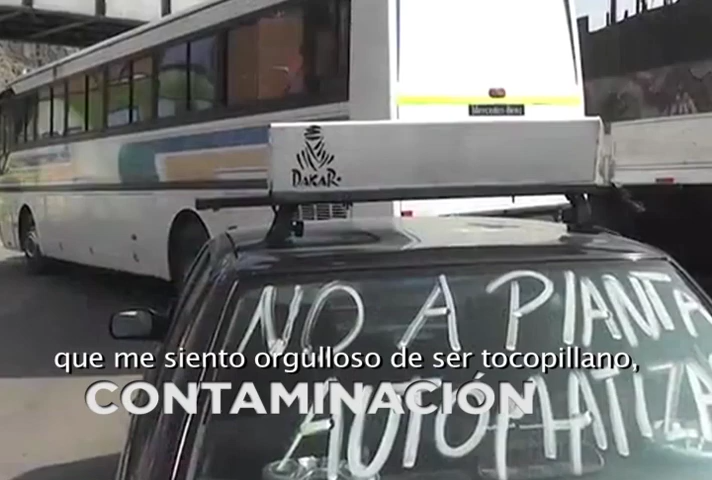 Mercedes-Benz
DAKAR
NO A PlANTA
que me siento orgulloso de ser tocopillano,
CONTAMINACIÓN